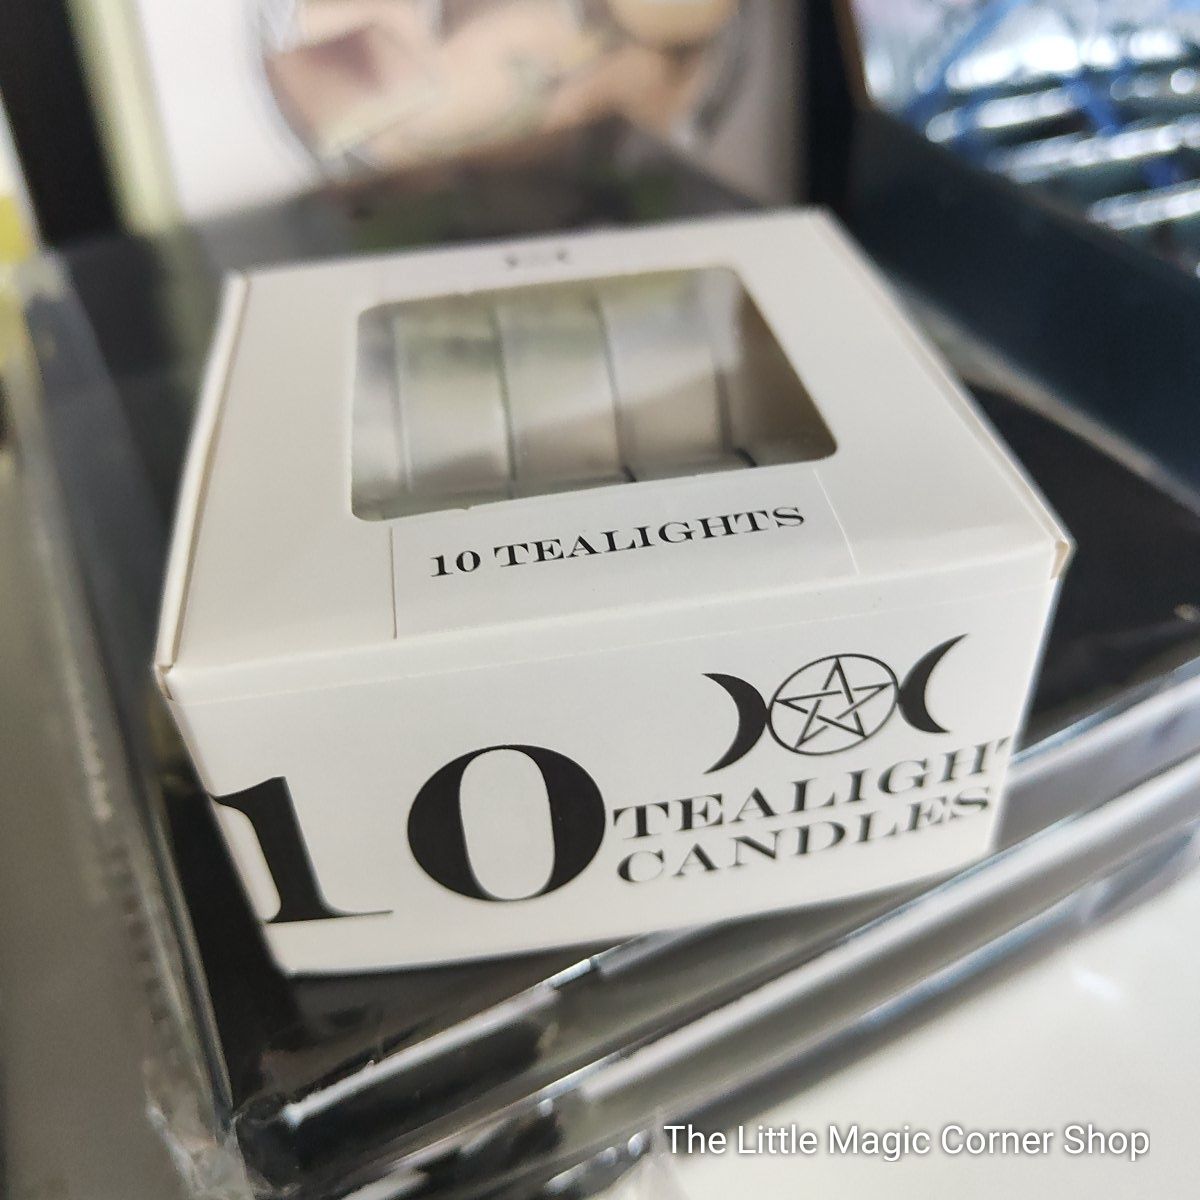 10 TEALIGHTS
10
TEALIGHT
CANDLES
The Little Magic Corner Shop